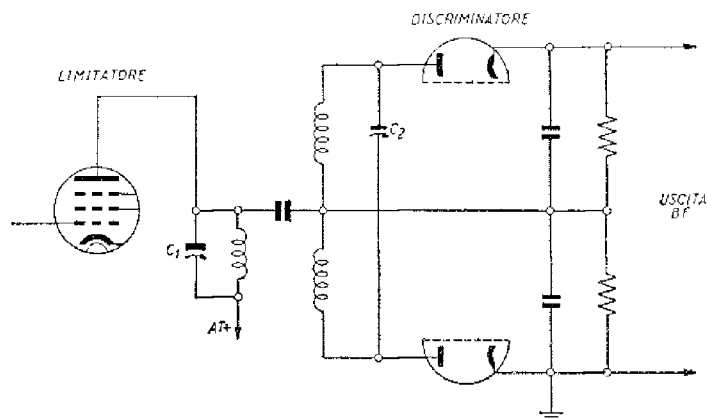 DISCRIMINATORE
LIMITATORE
C2
USCITA
BF
C1
AT+